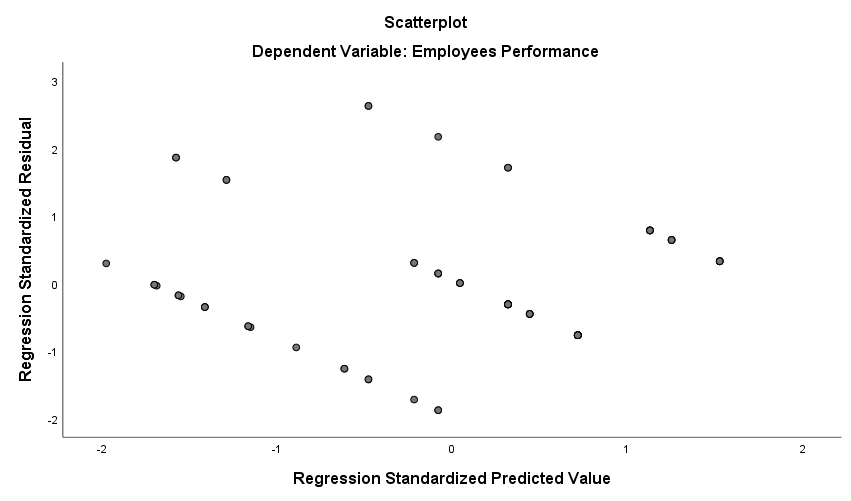 Scatterplot
Dependent Variable: Employees Performance
Regression Standardized Residual
3
2
1
0
-1
-2
-2
-1
0
1
2
Regression Standardized Predicted Value